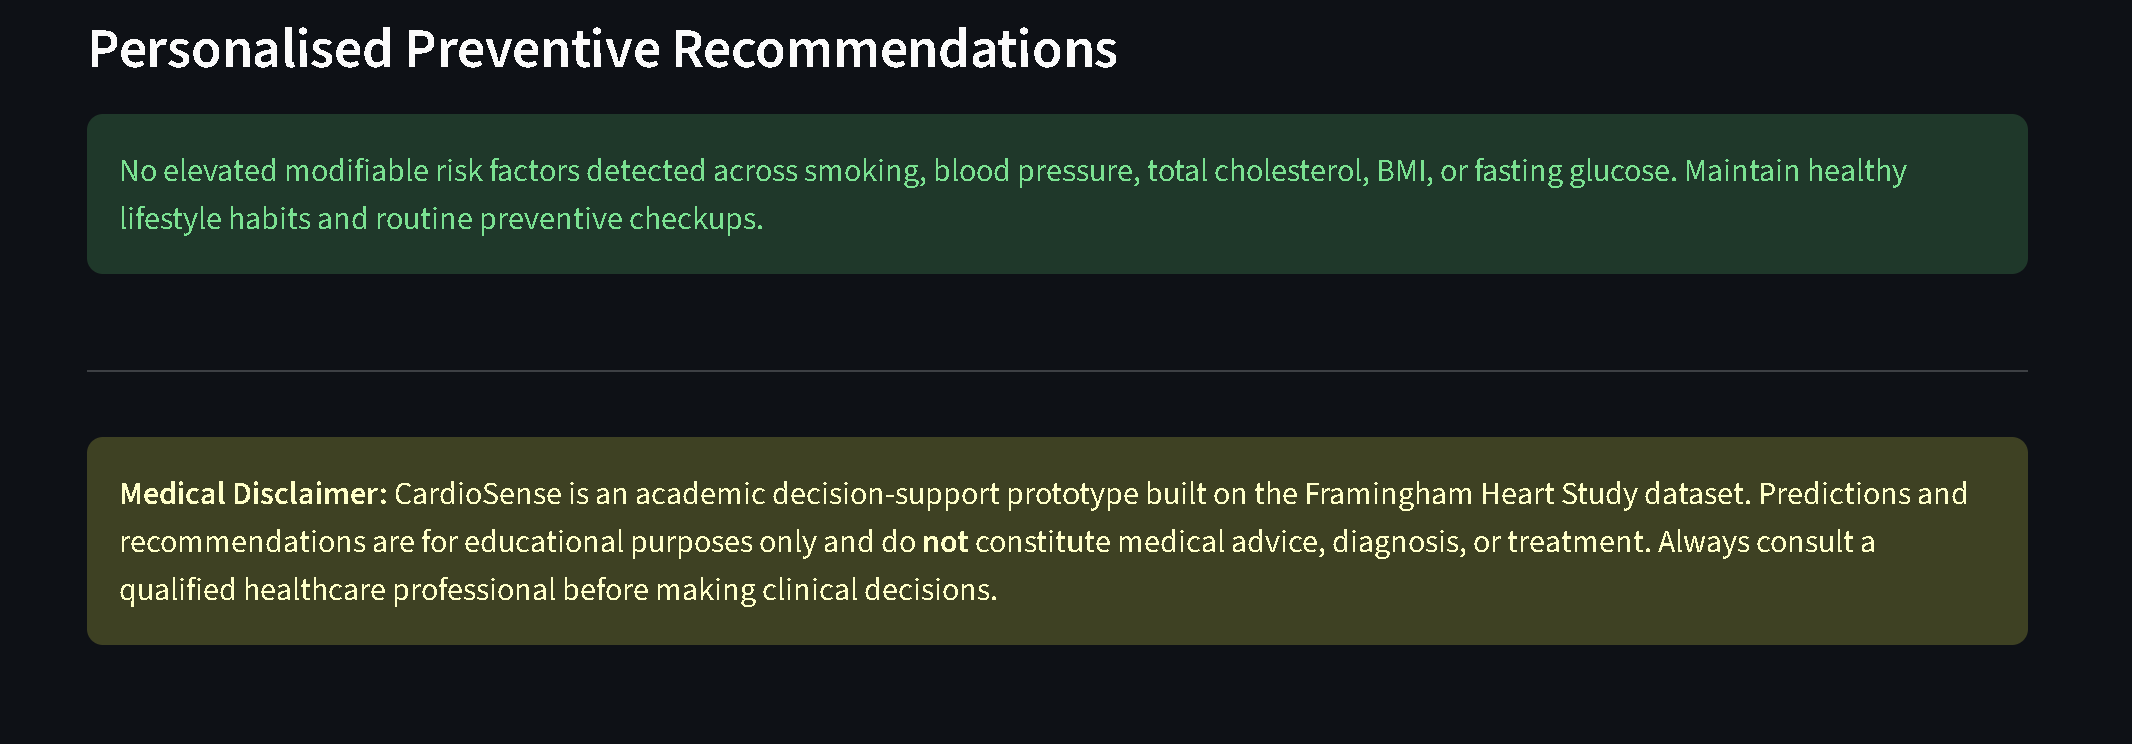 Personalised Preventive Recommendations
No elevated modifiable risk factors detected across smoking, blood pressure, total cholesterol, BMI, or fasting glucose. Maintain healthy
lifestyle habits and routine preventive checkups.
Medical Disclaimer: CardioSense is an academic decision-support prototype built on the Framingham Heart Study dataset. Predictions and
recommendations are for educational purposes only and do not constitute medical advice, diagnosis, or treatment. Always consult a
qualified healthcare professional before making clinical decisions.